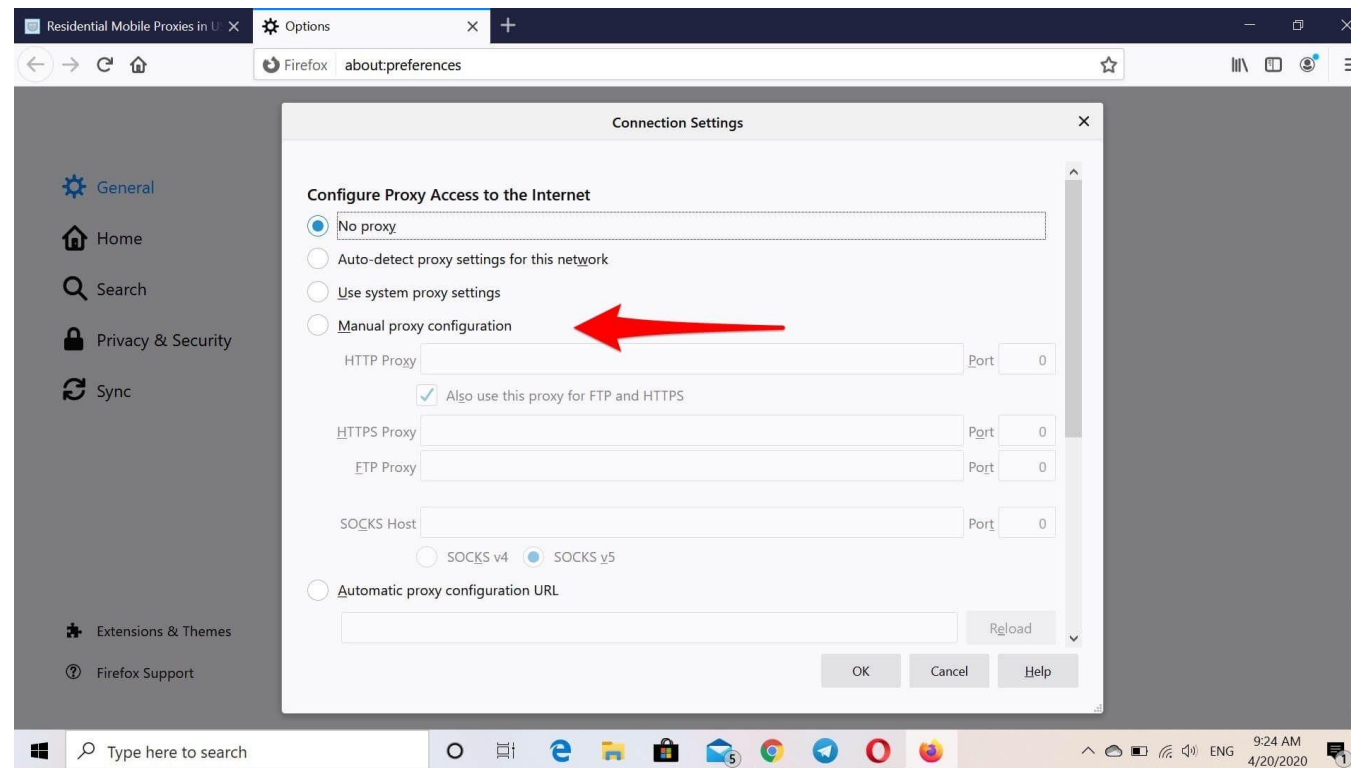 Residential Mobile Proxies in U
Options
Firefox about:preferences
Connection Settings
General
Home
Search
Privacy & Security
Sync
Extensions & Themes
Firefox Support
Configure Proxy Access to the Internet
No proxy
Auto-detect proxy settings for this network
Use system proxy settings
Manual proxy configuration
HTTP Proxy Port 0
Also use this proxy for FTP and HTTPS
HTTPS Proxy Port 0
FTP Proxy Port 0
SOCKS Host Port 0
SOCKS v4 SOCKS v5
Automatic proxy configuration URL
Reload
OK Cancel Help
Type here to search
5
ENG
9:24 AM
4/20/2020
1